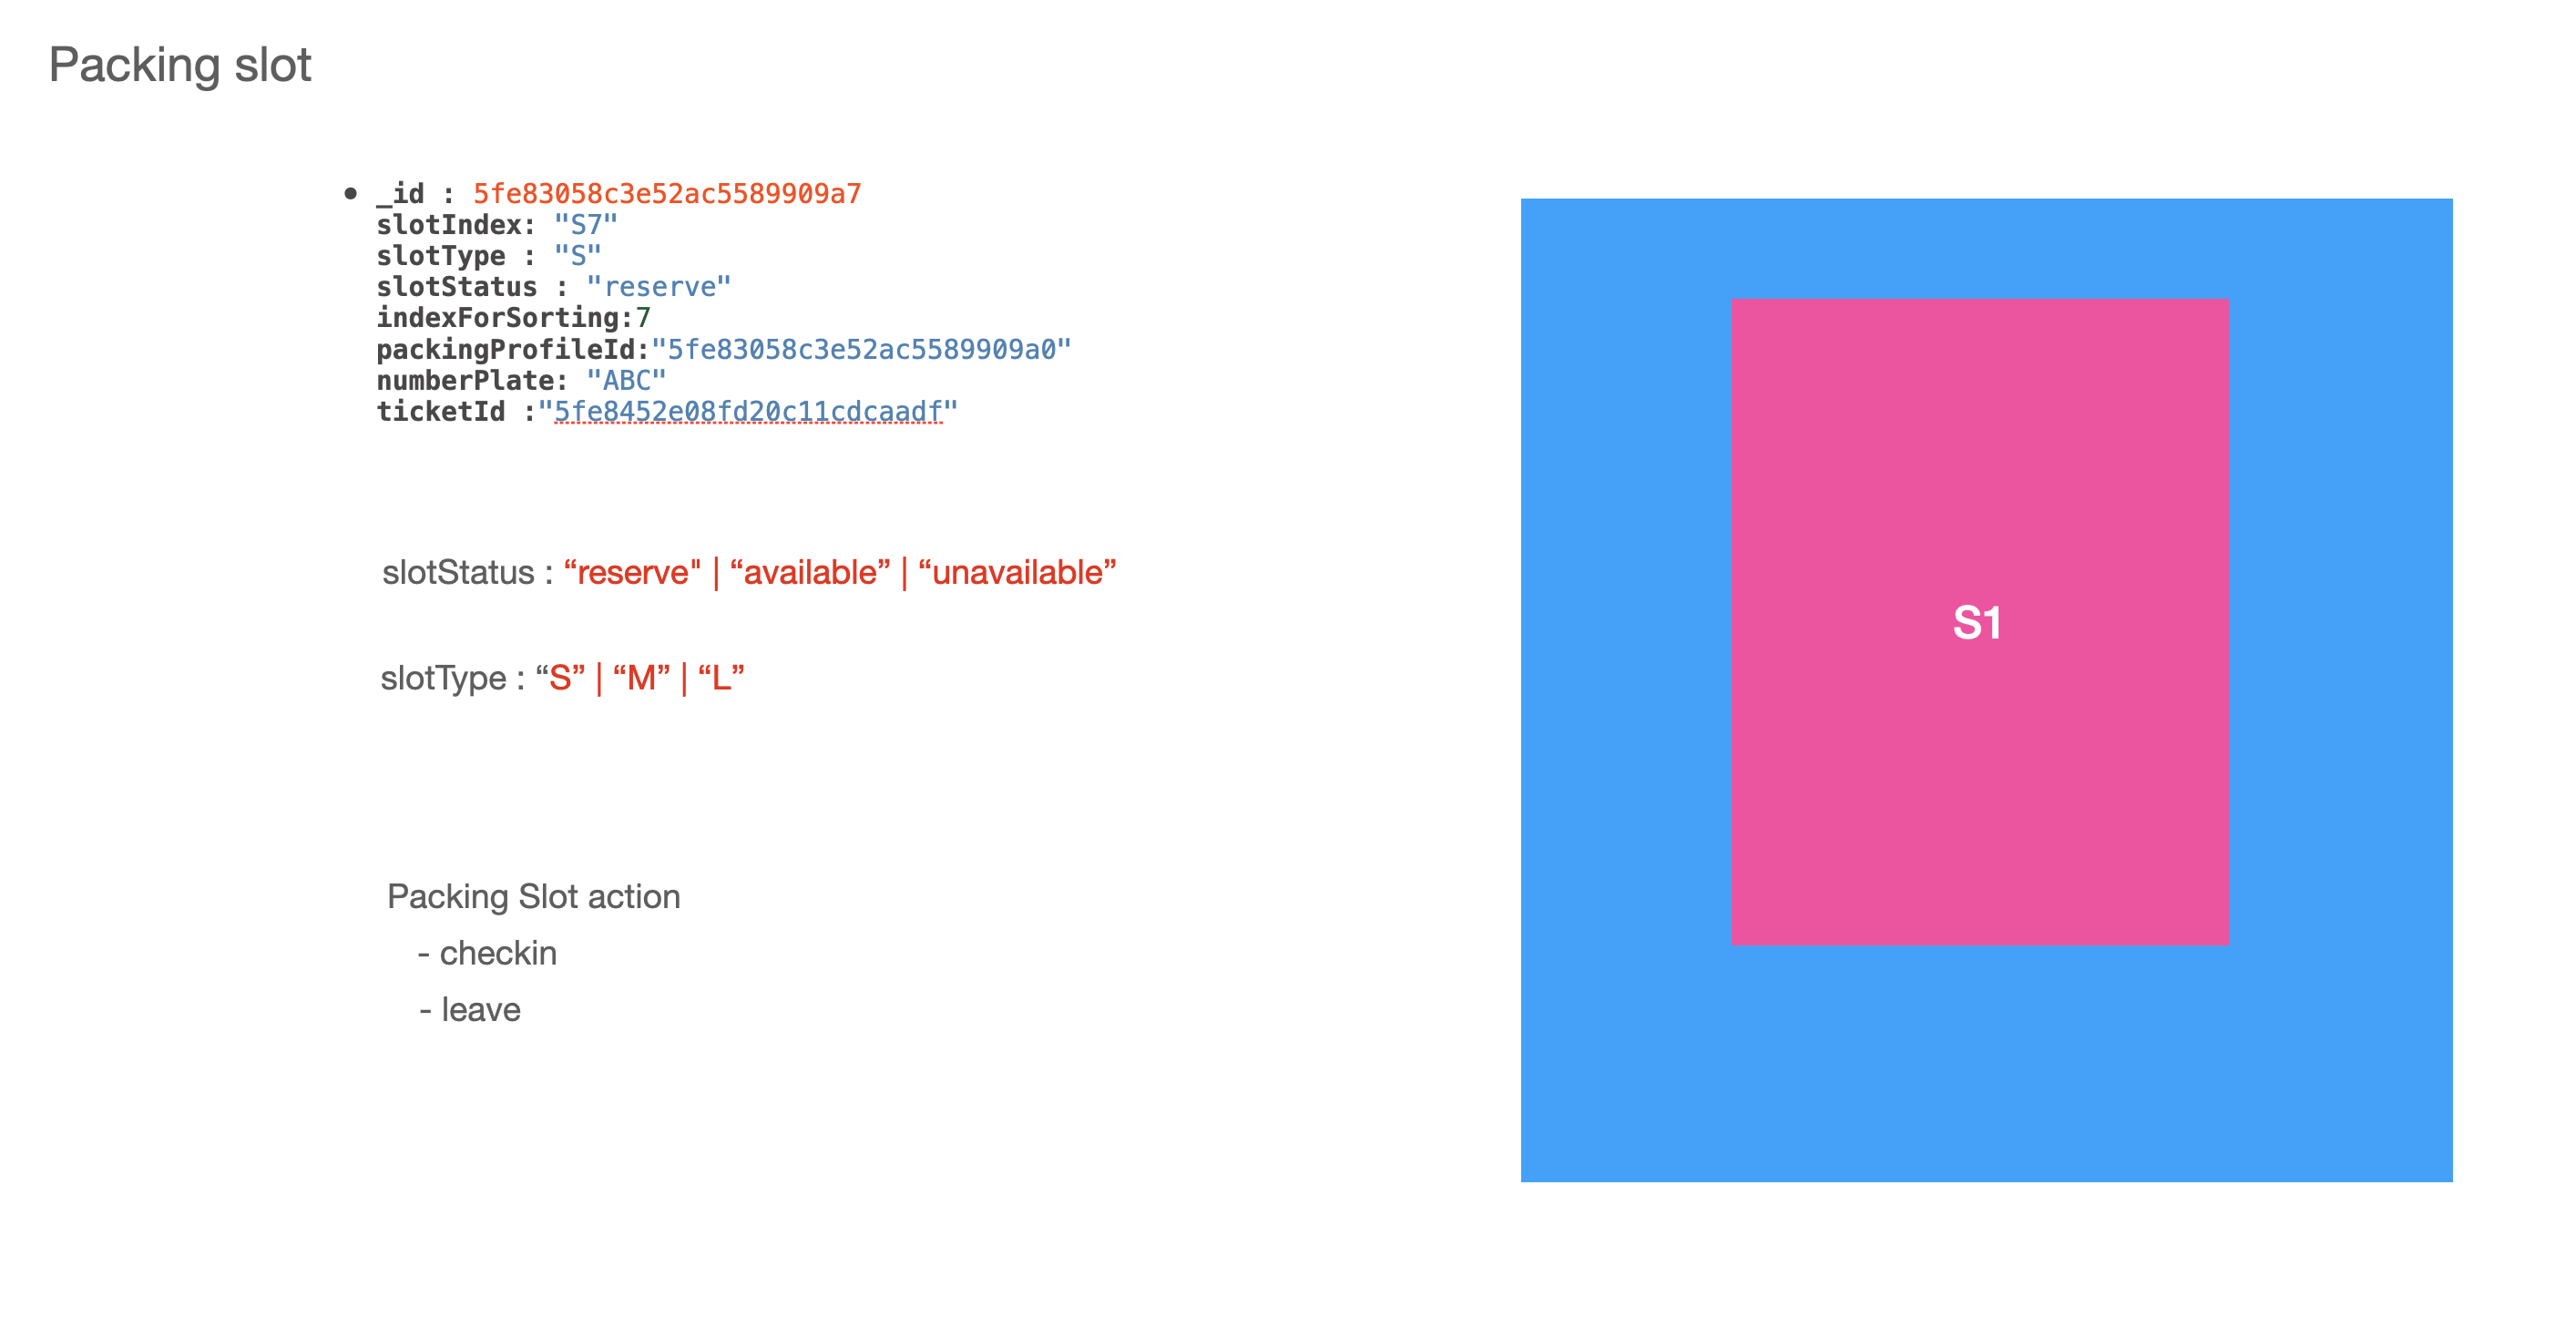 Packing slot
• _id : 5fe83058c3e52ac5589909a7
slotIndex: "S7"
slotType : "S"
slotStatus : "reserve"
indexForSorting:7
packingProfileId:"5fe83058c3e52ac5589909a0"
numberPlate: "ABC"
ticketId :"5fe8452e08fd20c11cdcaadf"
slotStatus : “reserve" | “available” | “unavailable”
slotType : “S” | “M” | “L”
Packing Slot action
- checkin
- leave
S1